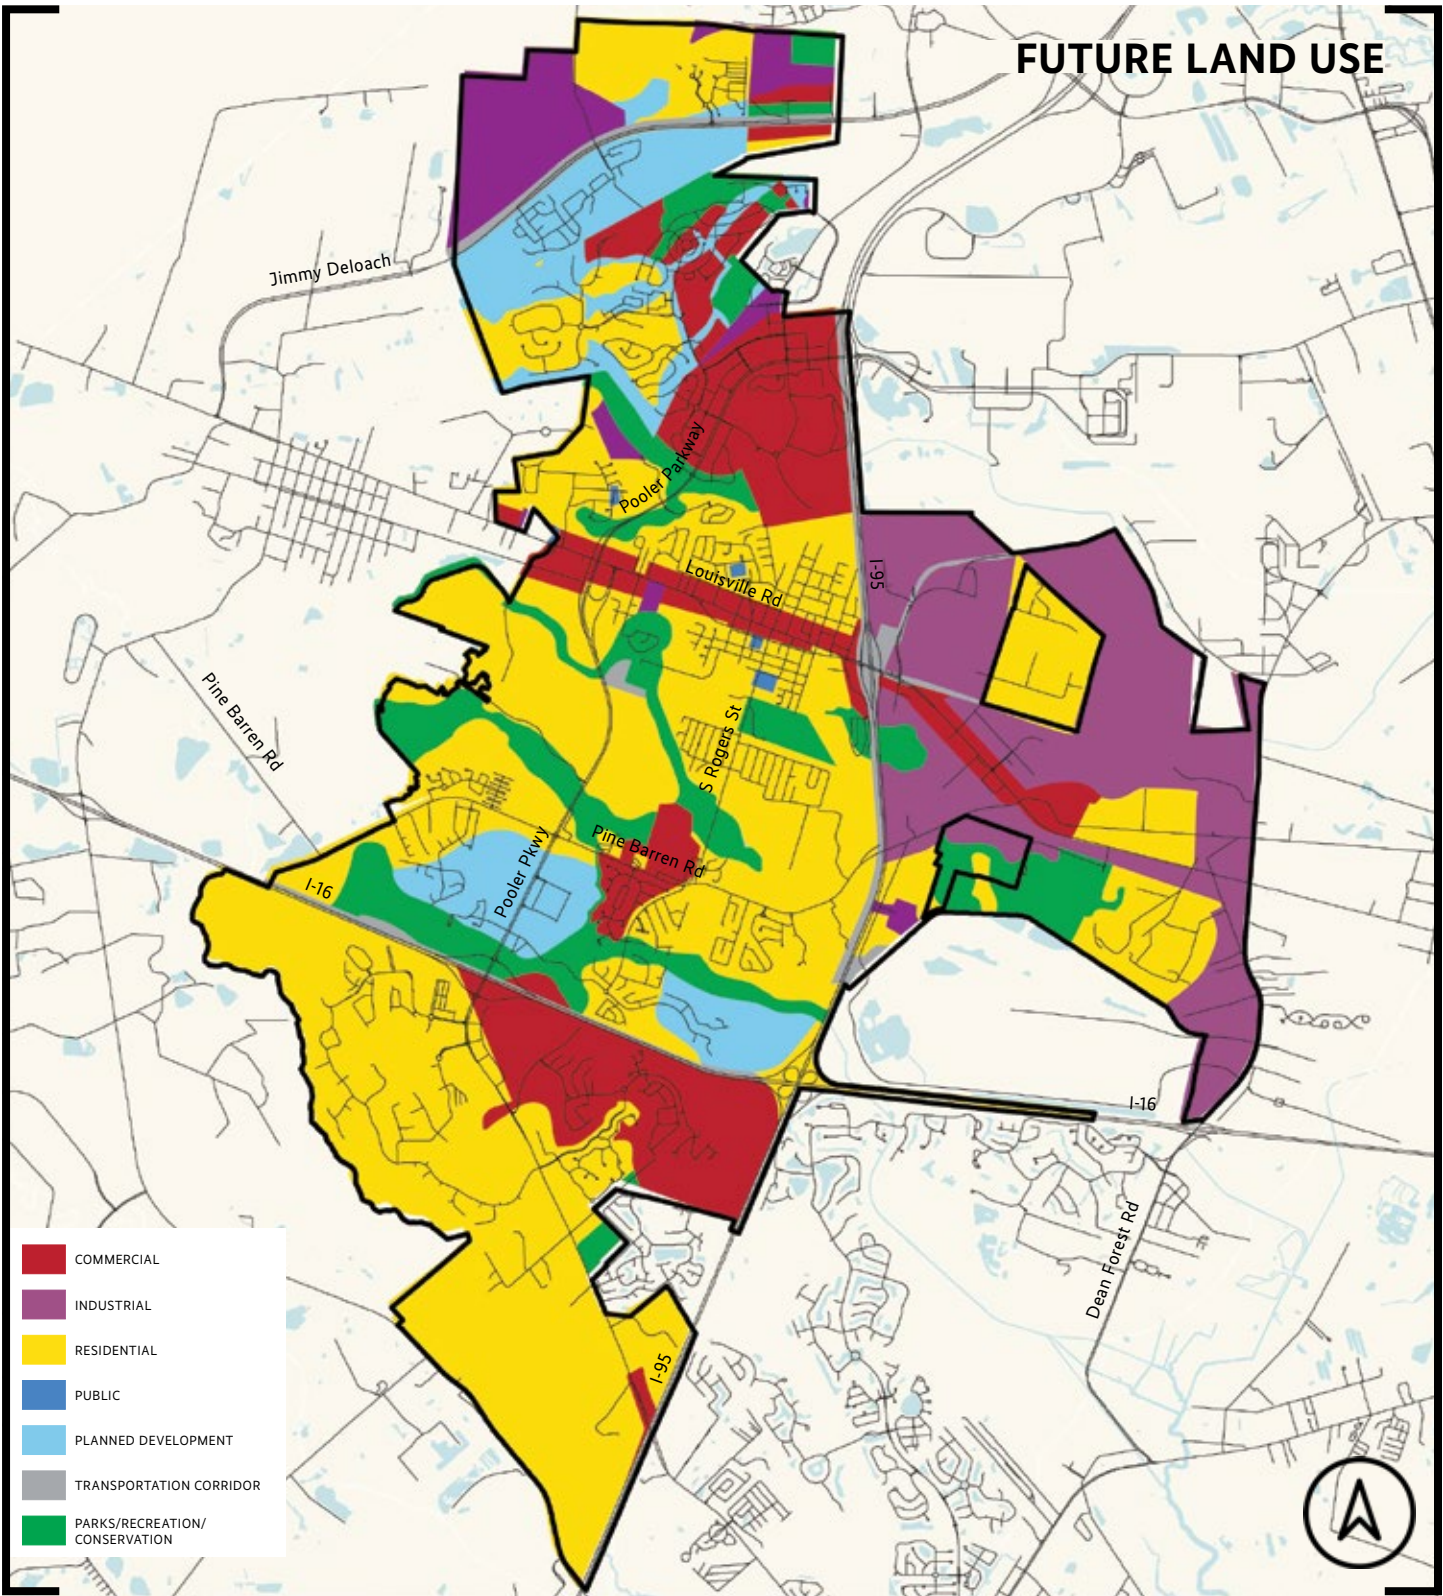 FUTURE LAND USE
Jimmy Deloach
Pooler Parkway
I-95
Louisville Rd
Pine Barren Rd
S Rogers St
Pine Barren Rd
Pooler Pkwy
I-16
I-16
Dean Forest Rd
I-95
COMMERCIAL
INDUSTRIAL
RESIDENTIAL
PUBLIC
PLANNED DEVELOPMENT
TRANSPORTATION CORRIDOR
PARKS/RECREATION/
CONSERVATION